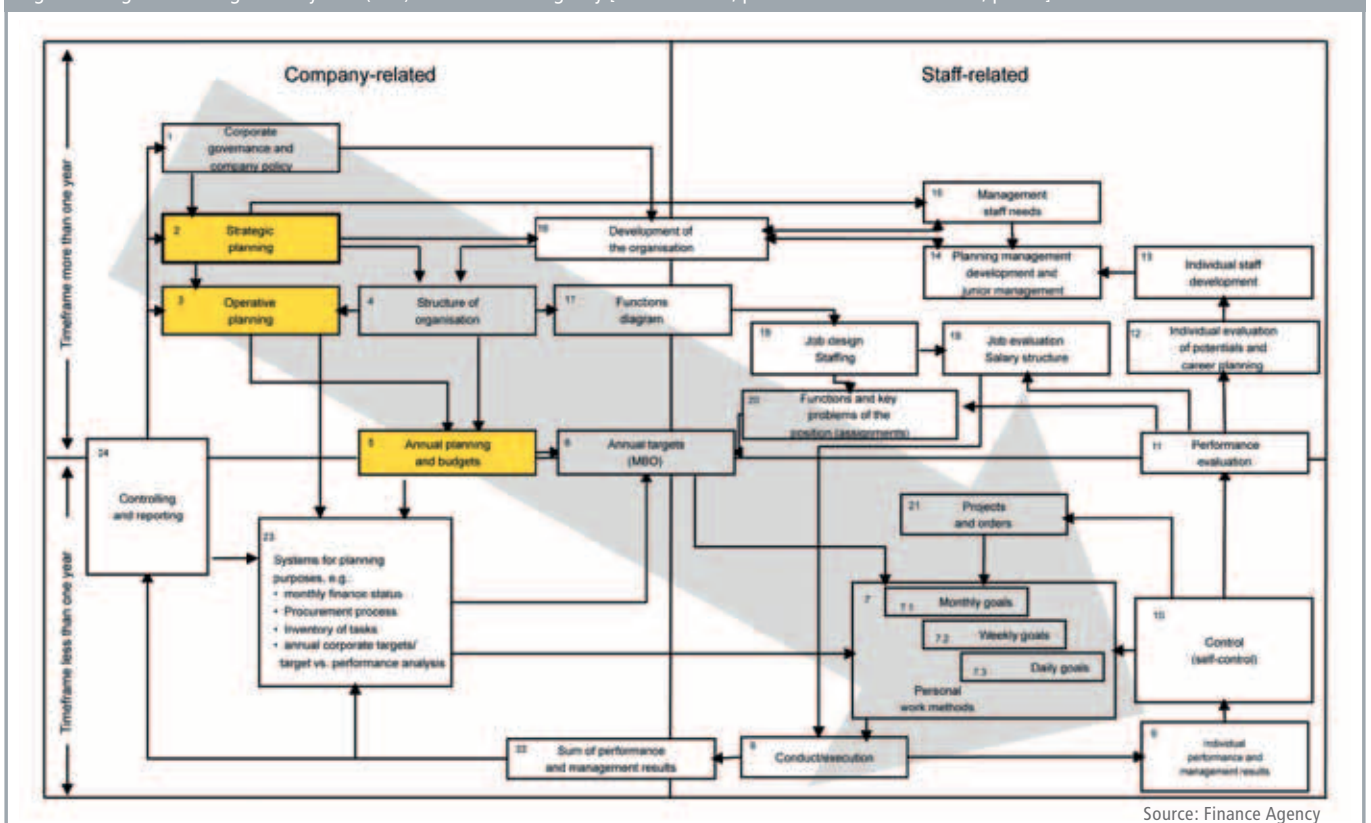 Company-related
Staff-related
Timeframe more than one year
Timeframe less than one year
1
Corporate
governance and
company policy
2
Strategic
planning
3
Operative
planning
4
Structure of
organisation
Development of
the organisation
Functions
diagram
Management
staff needs
14
Planning management
development and
junior management
13
Individual staff
development
Job design
Staffing
Job evaluation
Salary structure
12
Individual evaluation
of potentials and
career planning
20
Functions and key
problems of the
position (assignments)
5
Annual planning
and budgets
6
Annual targets
(MBO)
11
Performance
evaluation
24
Controlling
and reporting
21
Projects
and orders
23
Systems for planning
purposes, e.g.:
• monthly finance status
• Procurement process
• Inventory of tasks
• annual corporate targets/
target vs. performance analysis
7
7.1
Monthly goals
7.2
Weekly goals
7.3
Daily goals
Personal
work methods
10
Control
(self-control)
22
Sum of performance
and management results
8
Conduct/execution
Individual
performance and
management results
Source: Finance Agency